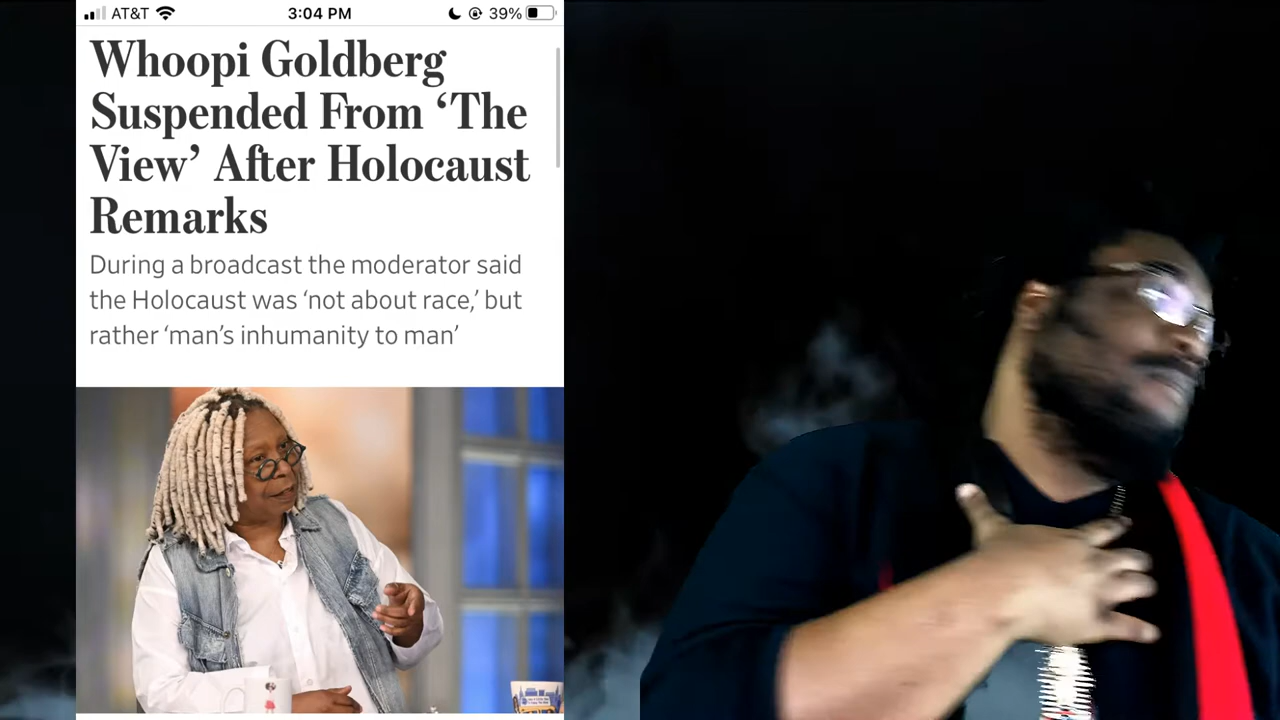 AT&T 3:04 PM 39%
Whoopi Goldberg
Suspended From ‘The
View’ After Holocaust
Remarks
During a broadcast the moderator said
the Holocaust was ‘not about race,’ but
rather ‘man’s inhumanity to man’